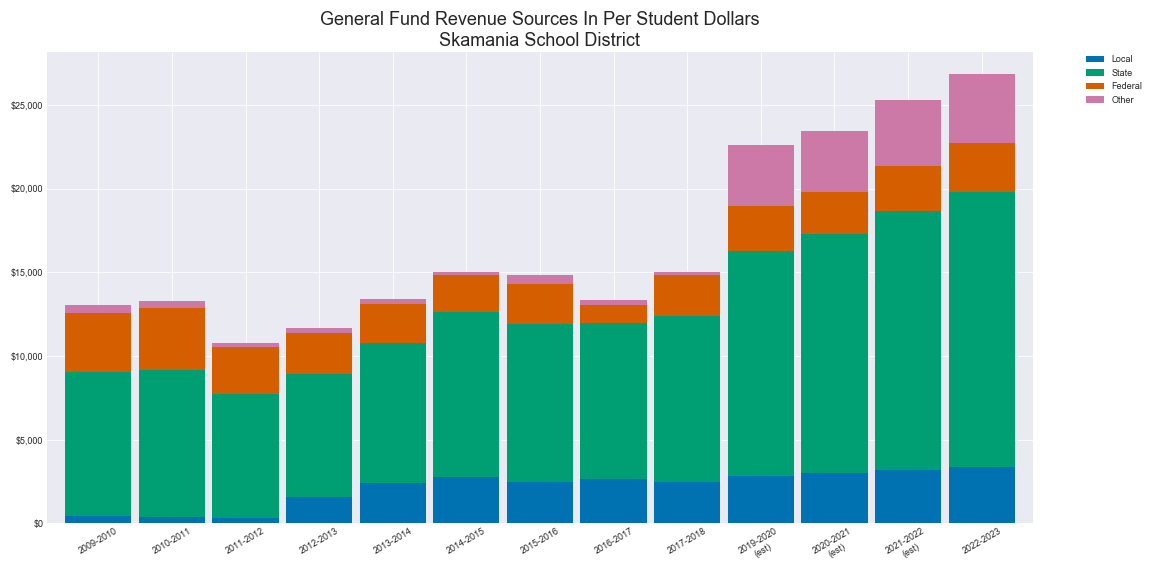 General Fund Revenue Sources In Per Student Dollars
Skamania School District
Local
State
Federal
Other
$25,000
$20,000
$15,000
$10,000
$5,000
$0
2009-2010
2010-2011
2011-2012
2012-2013
2013-2014
2014-2015
2015-2016
2016-2017
2017-2018
2019-2020
(est)
2020-2021
(est)
2021-2022
(est)
2022-2023